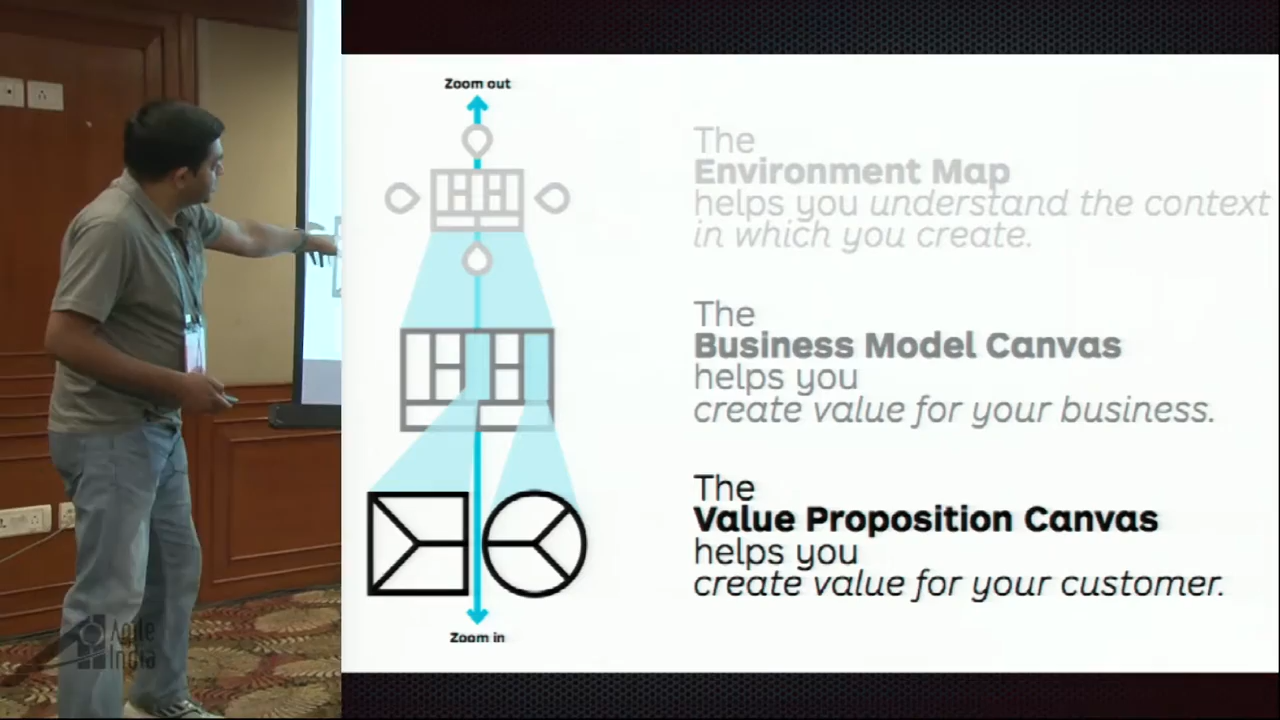 Zoom out
The
Environment Map
helps you understand the context
in which you create.
The
Business Model Canvas
helps you
create value for your business.
The
Value Proposition Canvas
helps you
create value for your customer.
Zoom in
Agile
India